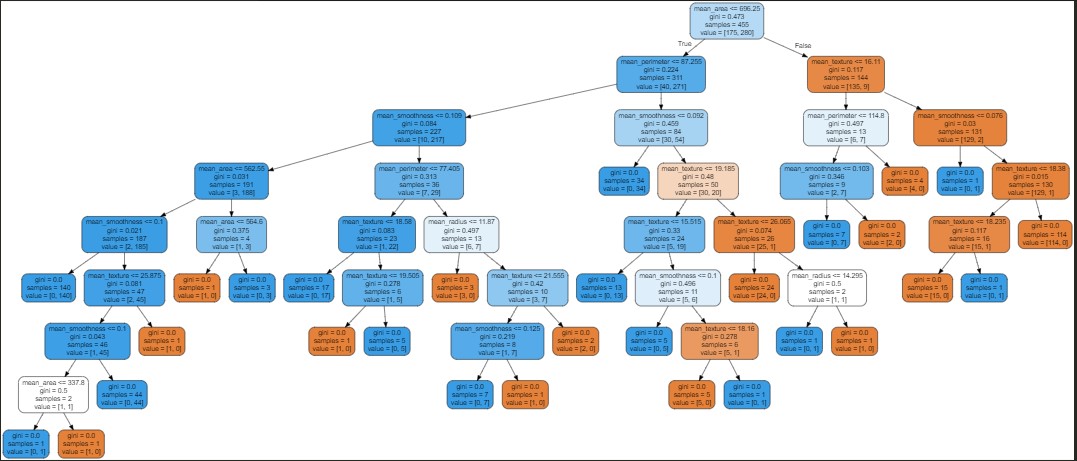 mean_area <= 696.25
gini = 0.473
samples = 455
value = [175, 280]
True
False
mean_perimeter <= 87.255
gini = 0.224
samples = 311
value = [40, 271]
mean_texture <= 16.11
gini = 0.117
samples = 144
value = [135, 9]
mean_smoothness <= 0.109
gini = 0.084
samples = 227
value = [10, 217]
mean_smoothness <= 0.092
gini = 0.459
samples = 84
value = [30, 54]
mean_perimeter <= 114.8
gini = 0.497
samples = 13
value = [6, 7]
mean_smoothness <= 0.076
gini = 0.03
samples = 131
value = [129, 2]
mean_area <= 562.55
gini = 0.031
samples = 191
value = [3, 188]
mean_perimeter <= 77.405
gini = 0.313
samples = 36
value = [7, 29]
gini = 0.0
samples = 34
value = [0, 34]
mean_texture <= 19.185
gini = 0.48
samples = 50
value = [30, 20]
mean_smoothness <= 0.103
gini = 0.346
samples = 9
value = [2, 7]
gini = 0.0
samples = 4
value = [4, 0]
gini = 0.0
samples = 1
value = [0, 1]
mean_texture <= 18.38
gini = 0.015
samples = 130
value = [129, 1]
mean_smoothness <= 0.1
gini = 0.021
samples = 187
value = [2, 185]
mean_area <= 564.6
gini = 0.375
samples = 4
value = [1, 3]
mean_texture <= 18.58
gini = 0.083
samples = 23
value = [1, 22]
mean_radius <= 11.87
gini = 0.497
samples = 13
value = [6, 7]
mean_texture <= 15.515
gini = 0.33
samples = 24
value = [5, 19]
mean_texture <= 26.065
gini = 0.074
samples = 26
value = [25, 1]
gini = 0.0
samples = 7
value = [0, 7]
gini = 0.0
samples = 2
value = [2, 0]
mean_texture <= 18.235
gini = 0.117
samples = 16
value = [15, 1]
gini = 0.0
samples = 114
value = [114, 0]
gini = 0.0
samples = 140
value = [0, 140]
mean_texture <= 25.875
gini = 0.081
samples = 47
value = [2, 45]
gini = 0.0
samples = 1
value = [1, 0]
gini = 0.0
samples = 3
value = [0, 3]
gini = 0.0
samples = 17
value = [0, 17]
mean_texture <= 19.505
gini = 0.278
samples = 6
value = [1, 5]
gini = 0.0
samples = 3
value = [3, 0]
mean_texture <= 21.555
gini = 0.42
samples = 10
value = [3, 7]
gini = 0.0
samples = 13
value = [0, 13]
mean_smoothness <= 0.1
gini = 0.496
samples = 11
value = [5, 6]
gini = 0.0
samples = 24
value = [24, 0]
mean_radius <= 14.295
gini = 0.5
samples = 2
value = [1, 1]
gini = 0.0
samples = 15
value = [15, 0]
gini = 0.0
samples = 1
value = [0, 1]
mean_smoothness <= 0.1
gini = 0.043
samples = 46
value = [1, 45]
gini = 0.0
samples = 1
value = [1, 0]
gini = 0.0
samples = 1
value = [1, 0]
gini = 0.0
samples = 5
value = [0, 5]
mean_smoothness <= 0.125
gini = 0.219
samples = 8
value = [1, 7]
gini = 0.0
samples = 2
value = [2, 0]
gini = 0.0
samples = 5
value = [0, 5]
mean_texture <= 18.16
gini = 0.278
samples = 6
value = [5, 1]
gini = 0.0
samples = 1
value = [0, 1]
gini = 0.0
samples = 1
value = [1, 0]
mean_area <= 337.8
gini = 0.5
samples = 2
value = [1, 1]
gini = 0.0
samples = 44
value = [0, 44]
gini = 0.0
samples = 7
value = [0, 7]
gini = 0.0
samples = 1
value = [1, 0]
gini = 0.0
samples = 5
value = [5, 0]
gini = 0.0
samples = 1
value = [0, 1]
gini = 0.0
samples = 1
value = [0, 1]
gini = 0.0
samples = 1
value = [1, 0]